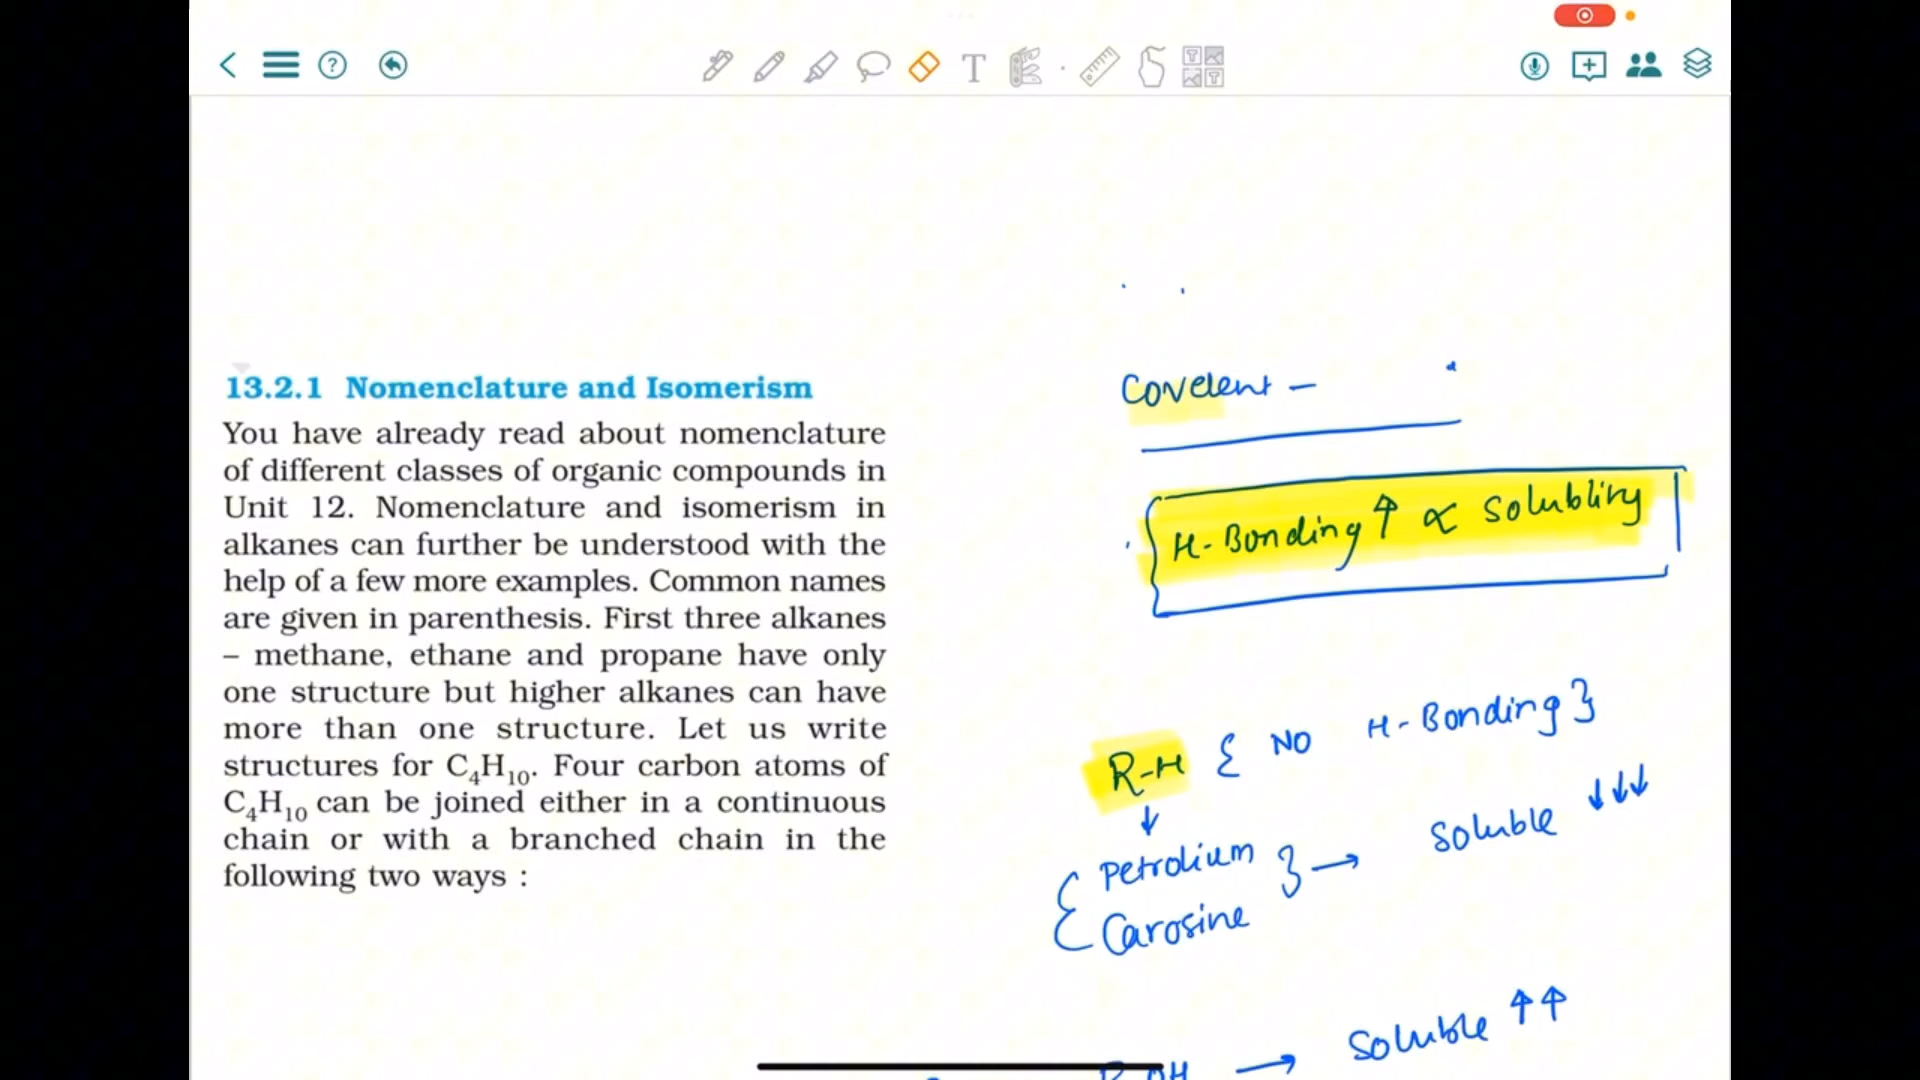 13.2.1 Nomenclature and Isomerism
You have already read about nomenclature
of different classes of organic compounds in
Unit 12. Nomenclature and isomerism in
alkanes can further be understood with the
help of a few more examples. Common names
are given in parenthesis. First three alkanes
– methane, ethane and propane have only
one structure but higher alkanes can have
more than one structure. Let us write
structures for C₄H₁₀. Four carbon atoms of
C₄H₁₀ can be joined either in a continuous
chain or with a branched chain in the
following two ways :
Covelent –
H-Bonding ↑ ∝ Solubliry
R-H { NO H-Bonding }
↓
{ Petrolium } → Soluble ↓↓↓
Carosine
R-OH → Soluble ↑↑